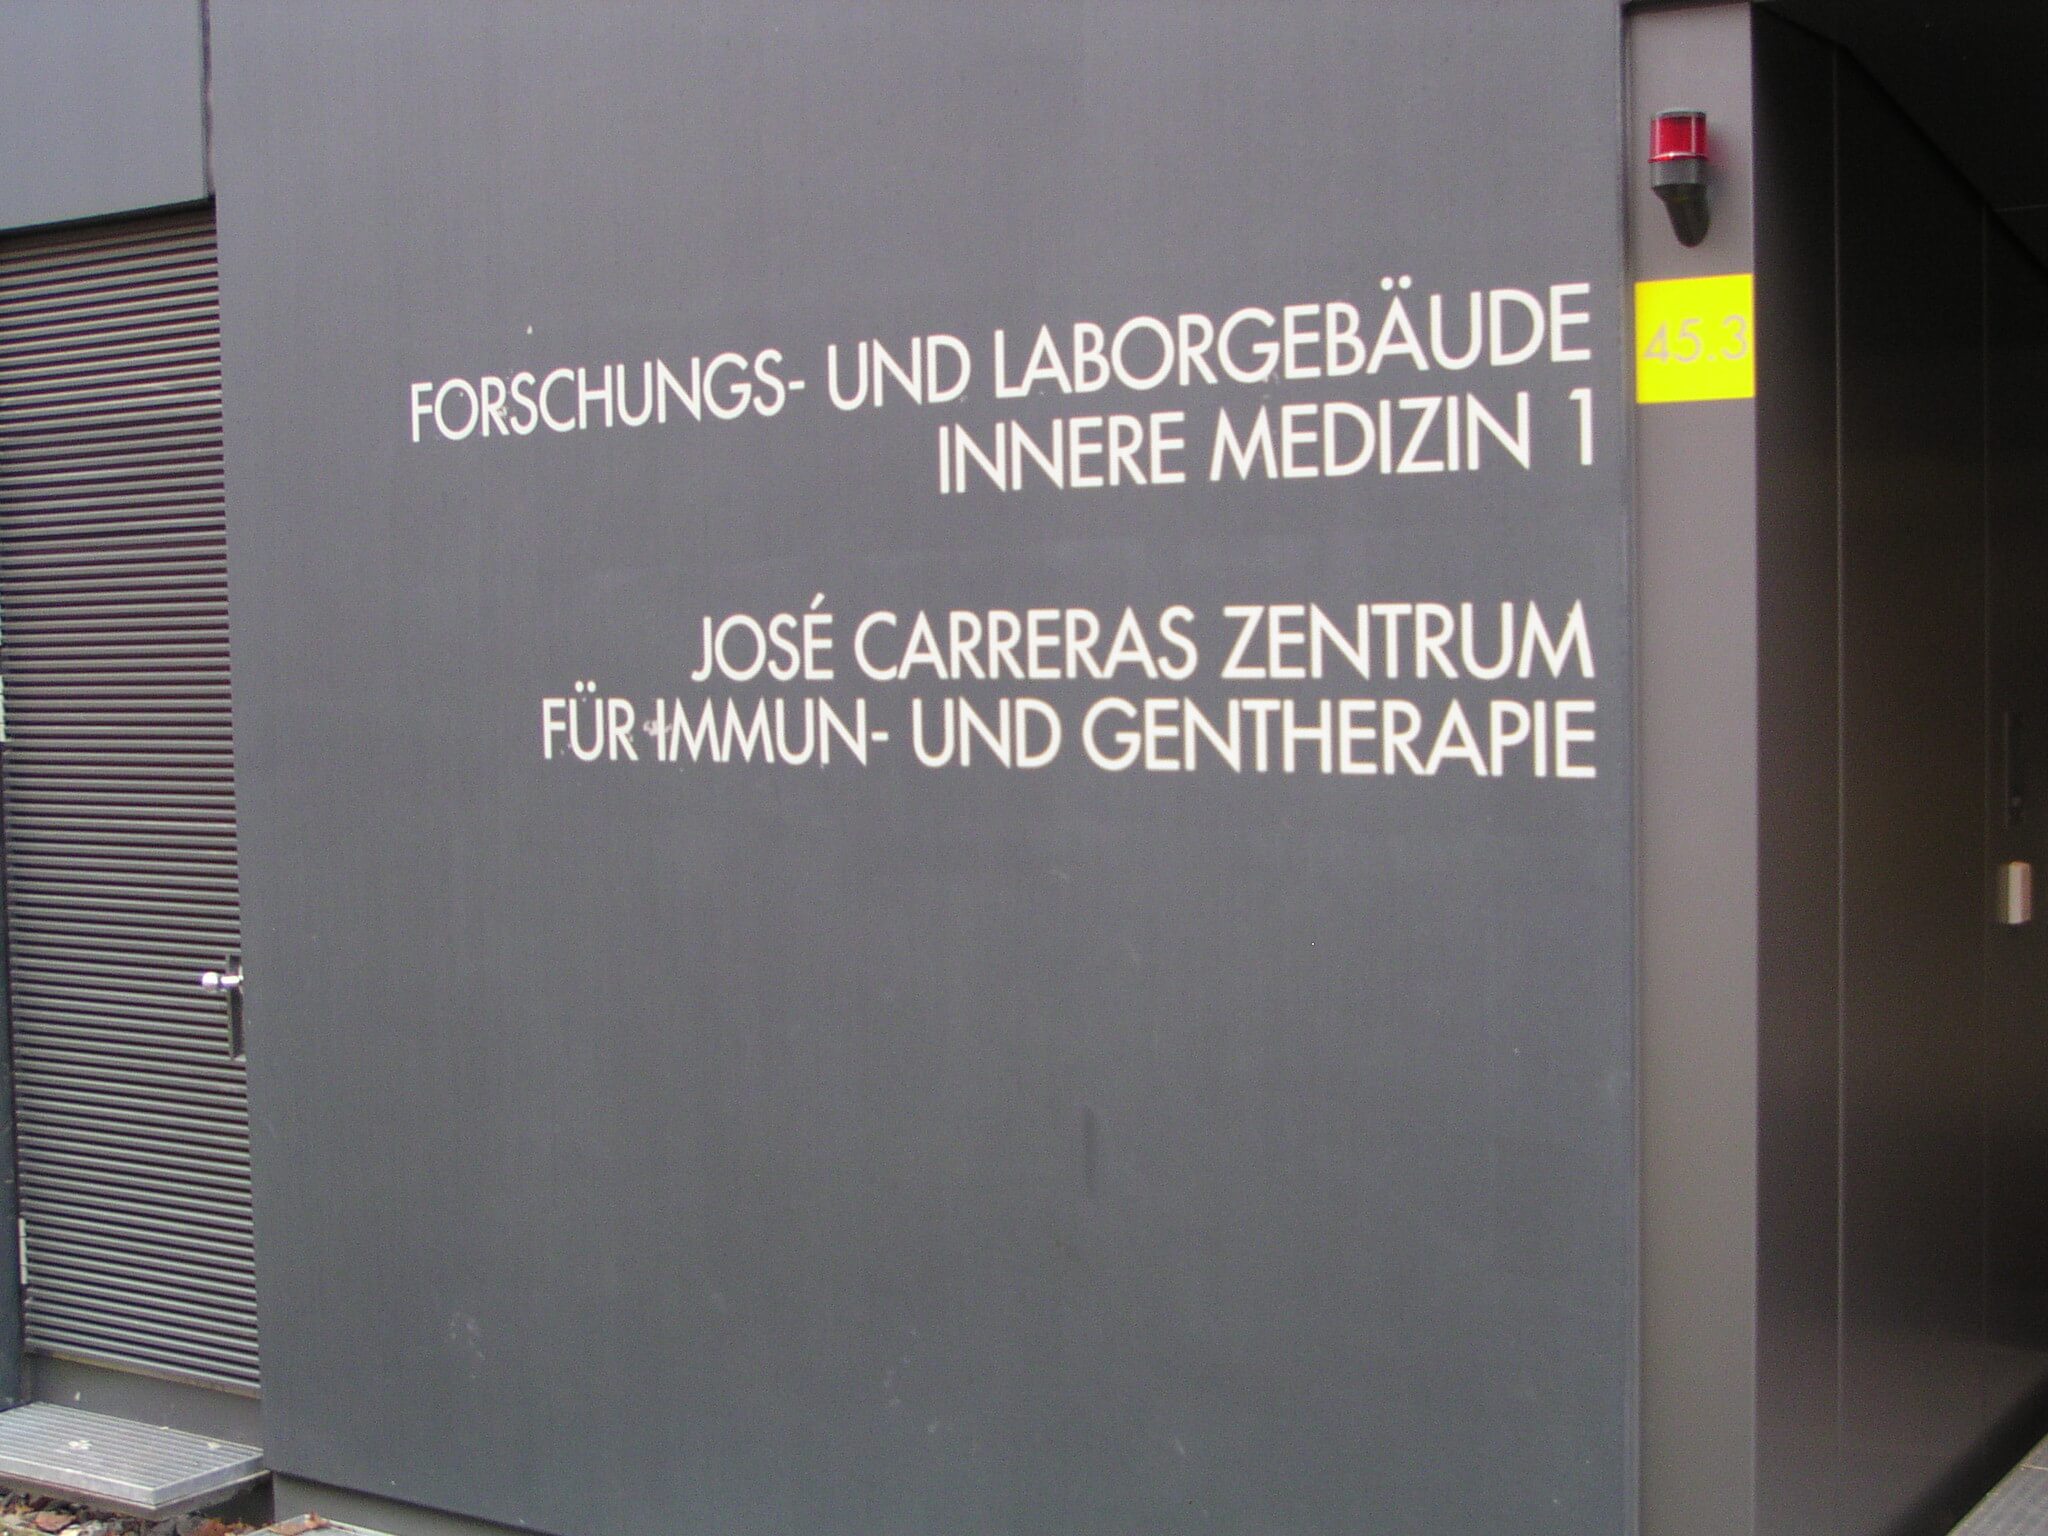 FORSCHUNGS- UND LABORGEBÄUDE
INNERE MEDIZIN 1
45.3
JOSÉ CARRERAS ZENTRUM
FÜR IMMUN- UND GENTHERAPIE